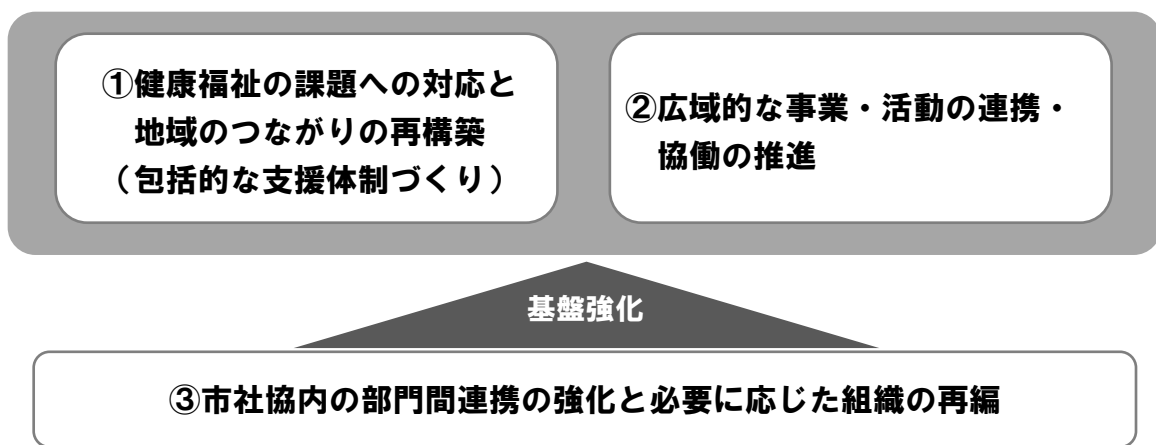 ①健康福祉の課題への対応と
地域のつながりの再構築
（包括的な支援体制づくり）
②広域的な事業・活動の連携・
協働の推進
基盤強化
③市社協内の部門間連携の強化と必要に応じた組織の再編